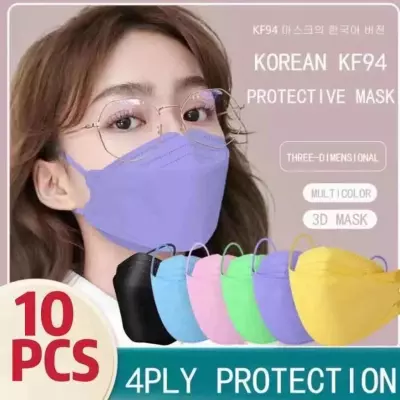 KF94 마스크의 한국어 버전
KOREAN KF94
PROTECTIVE MASK
THREE-DIMENSIONAL
MULTICOLOR
3D MASK
10
PCS
4PLY PROTECTION